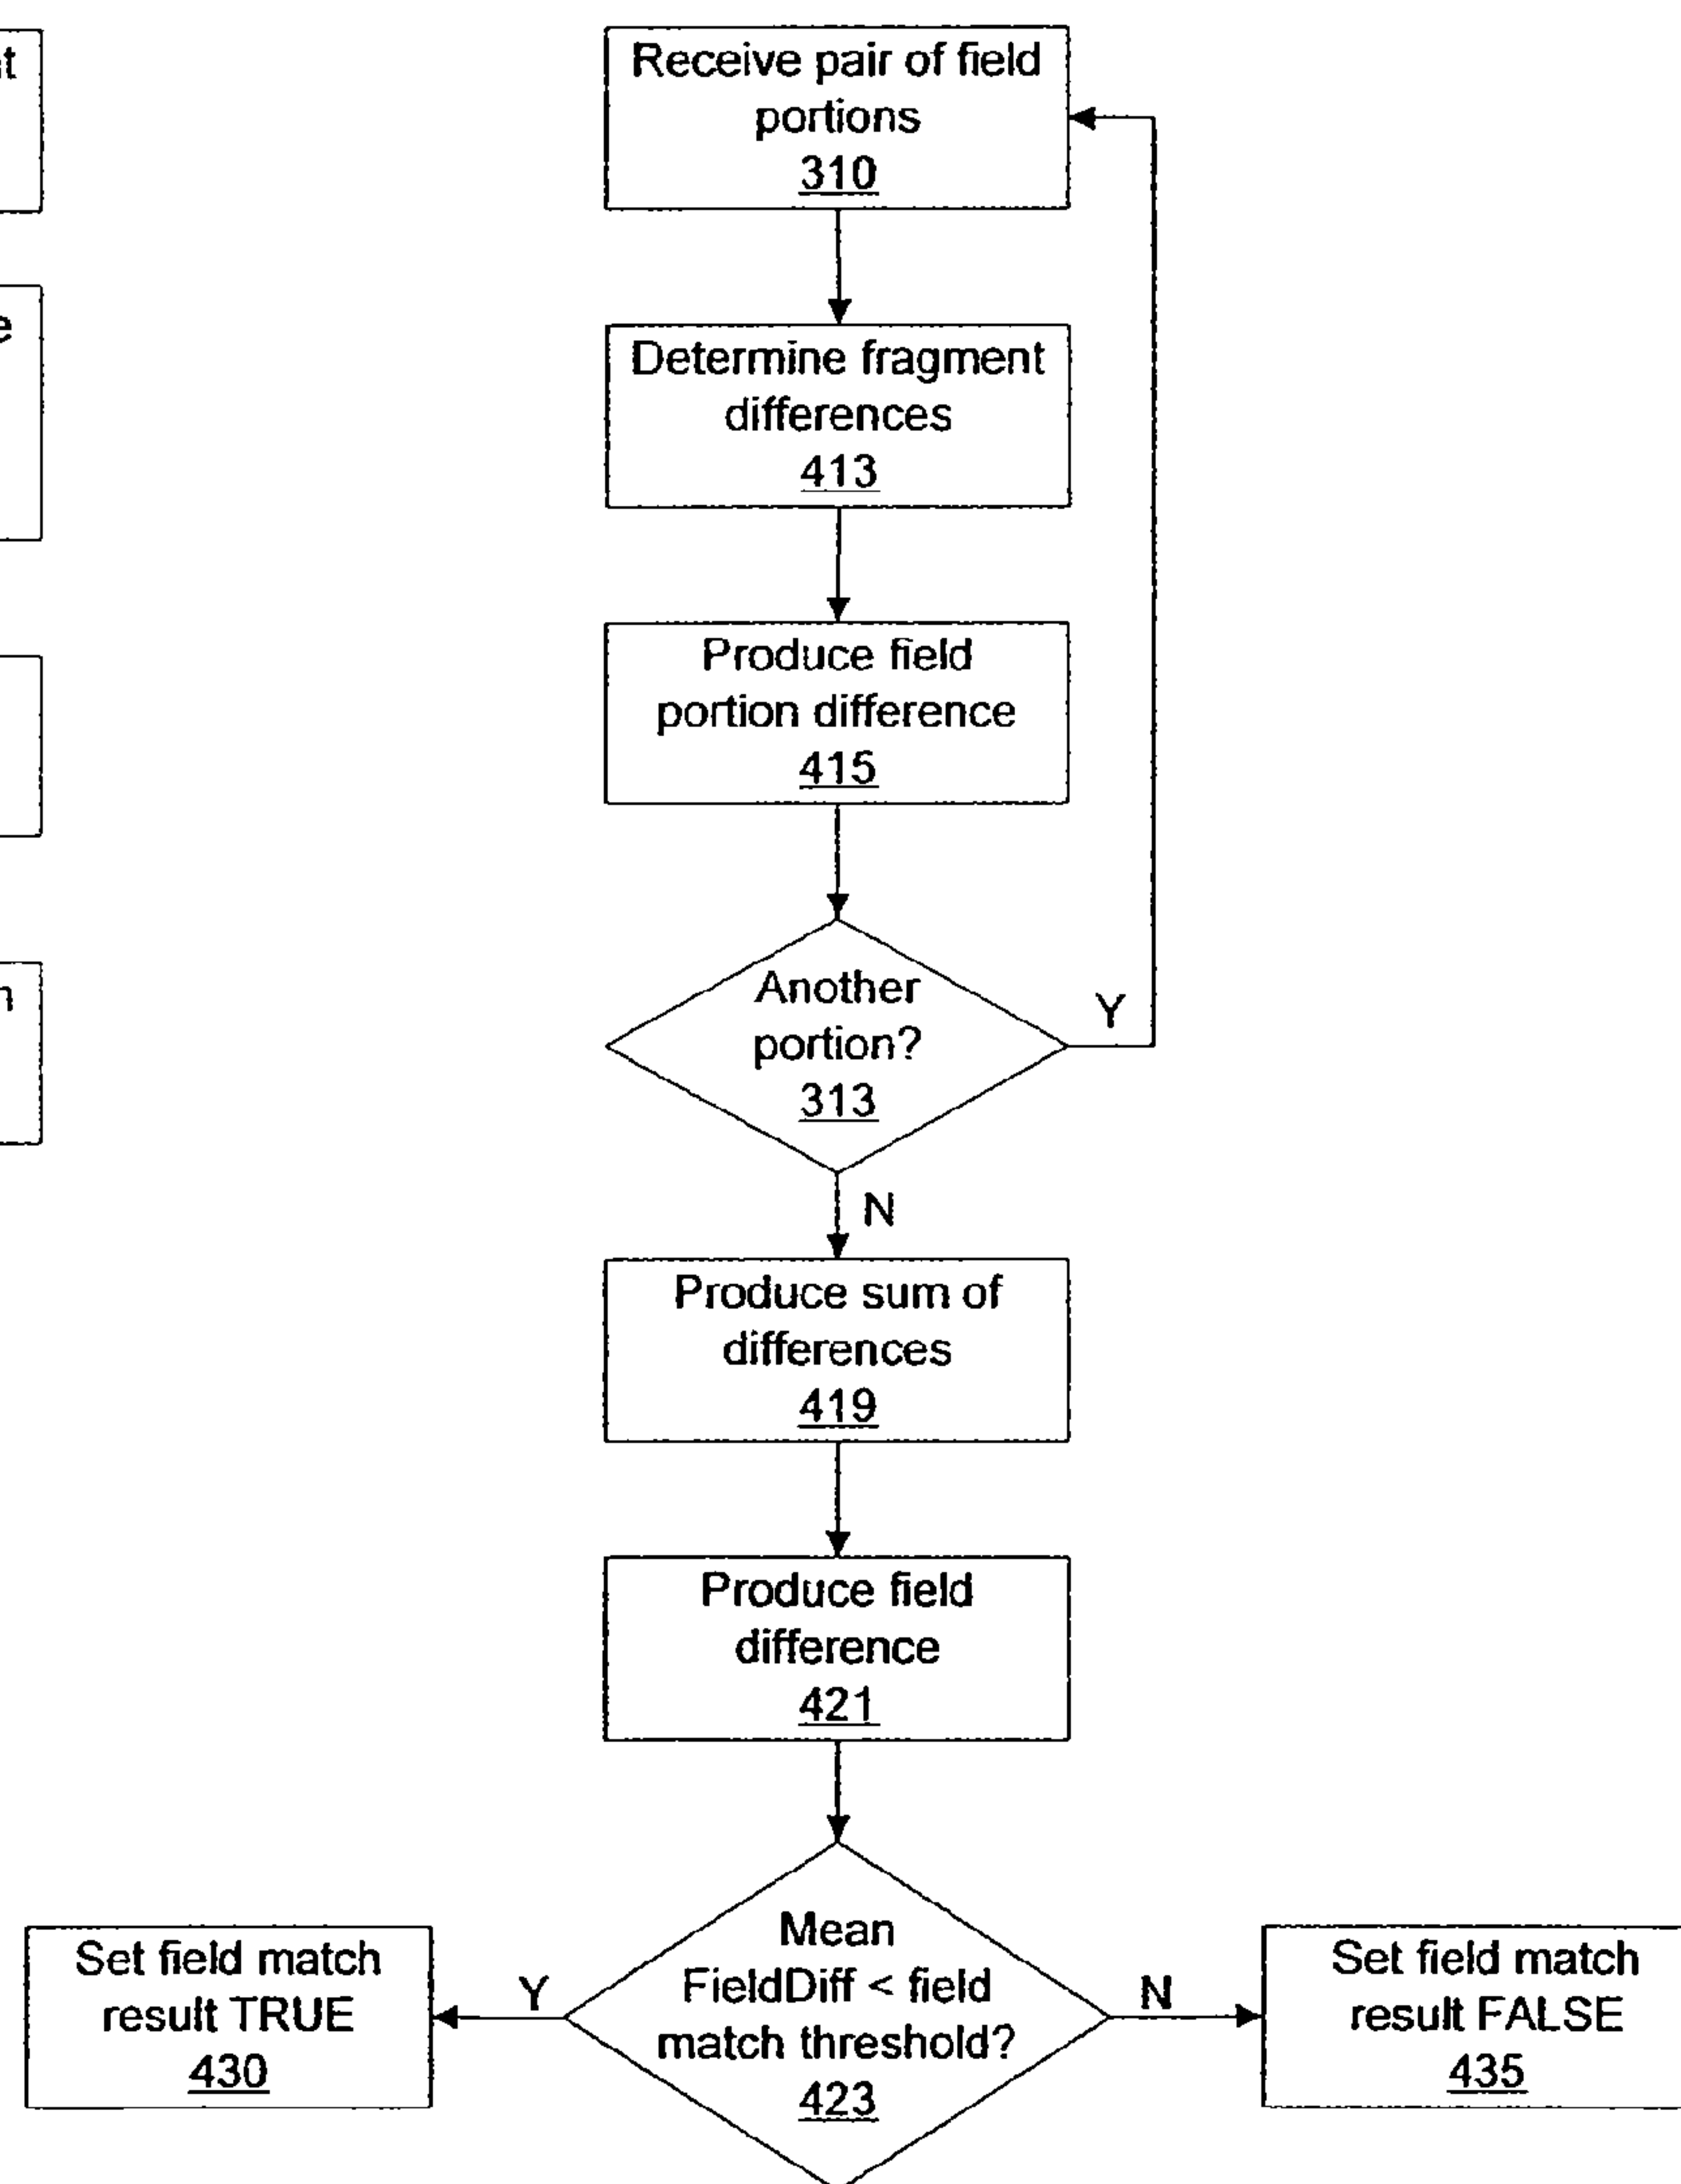 Receive pair of field
portions
310
Determine fragment
differences
413
Produce field
portion difference
415
Another
portion?
313
Y
N
Produce sum of
differences
419
Produce field
difference
421
Mean
FieldDiff < field
match threshold?
423
Y
N
Set field match
result TRUE
430
Set field match
result FALSE
435